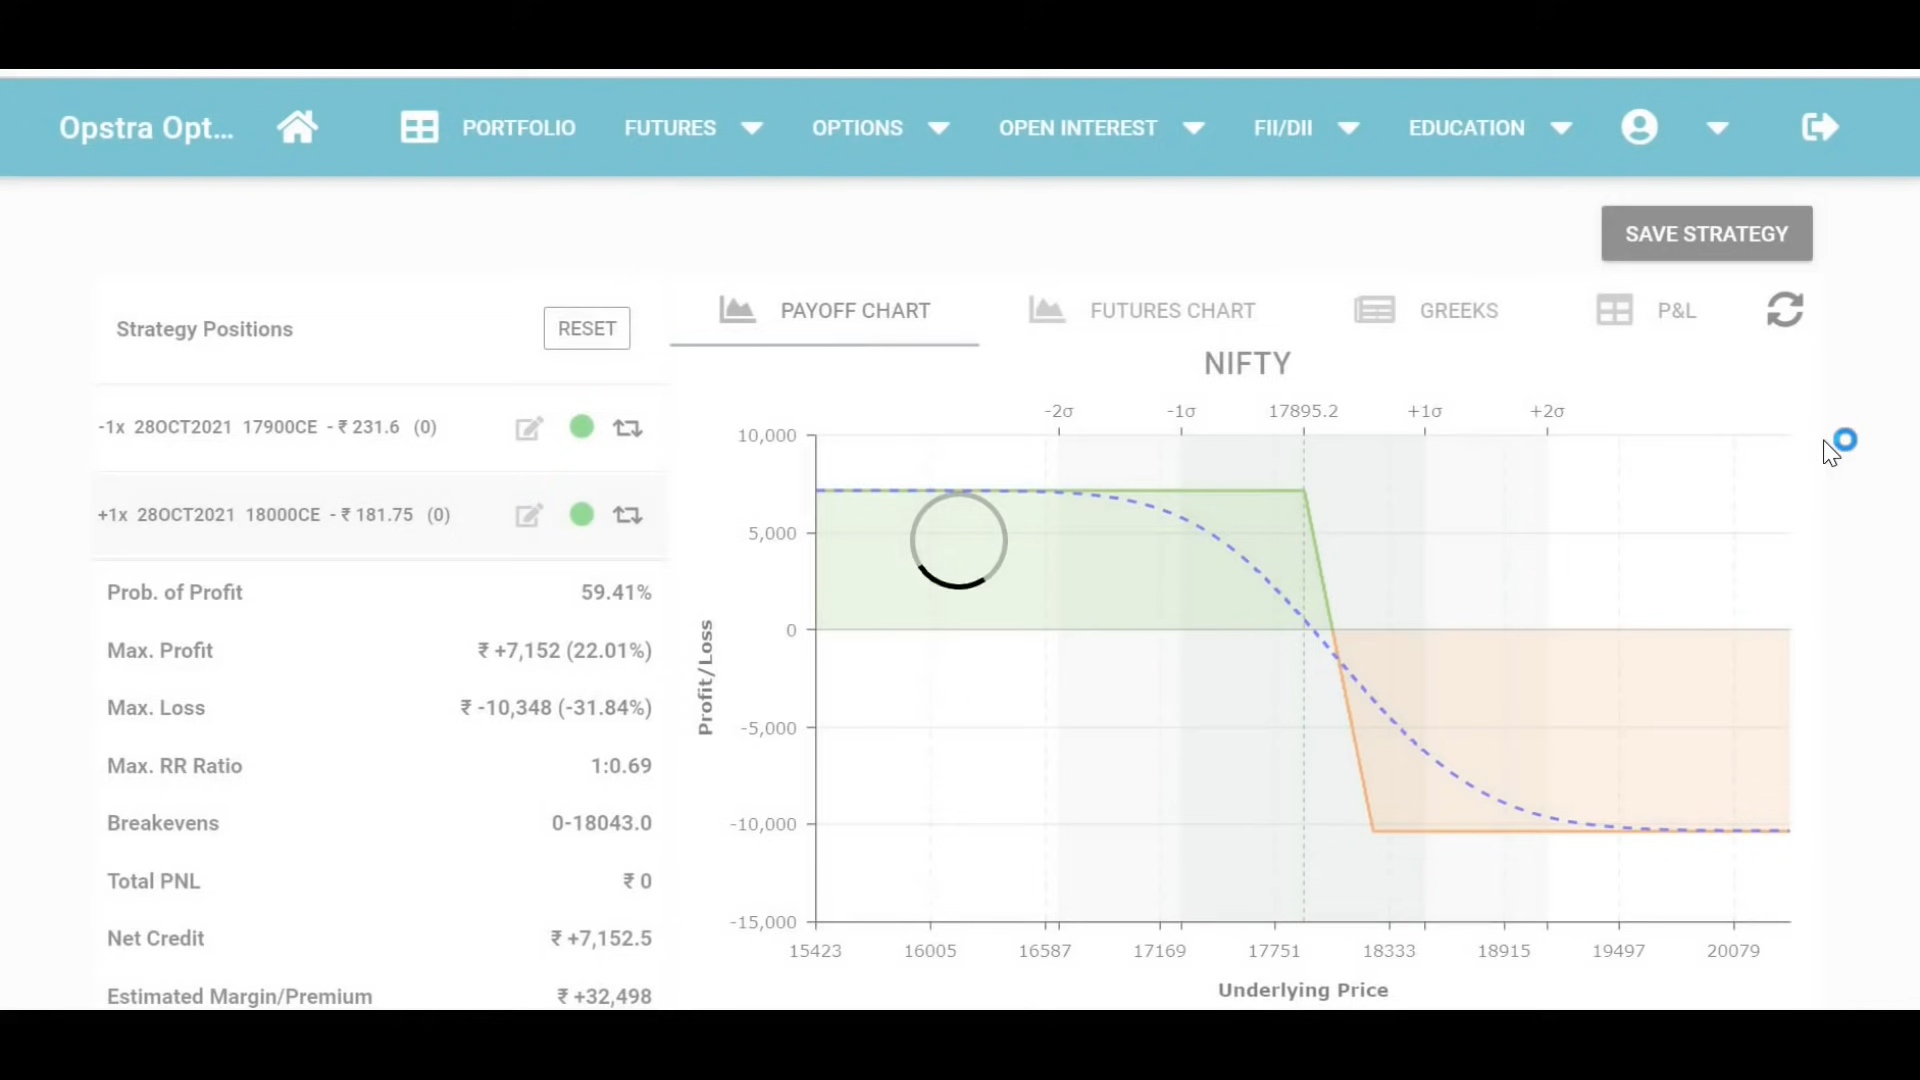 Opstra Opt...
PORTFOLIO
FUTURES
OPTIONS
OPEN INTEREST
FII/DII
EDUCATION
SAVE STRATEGY
Strategy Positions
RESET
PAYOFF CHART
FUTURES CHART
GREEKS
P&L
NIFTY
-1x 28OCT2021 17900CE - ₹ 231.6 (0)
+1x 28OCT2021 18000CE - ₹ 181.75 (0)
Prob. of Profit 59.41%
Max. Profit ₹ +7,152 (22.01%)
Max. Loss ₹ -10,348 (-31.84%)
Max. RR Ratio 1:0.69
Breakevens 0-18043.0
Total PNL ₹ 0
Net Credit ₹ +7,152.5
Estimated Margin/Premium ₹ +32,498
-2σ -1σ 17895.2 +1σ +2σ
10,000
5,000
0
-5,000
-10,000
-15,000
Profit/Loss
15423 16005 16587 17169 17751 18333 18915 19497 20079
Underlying Price